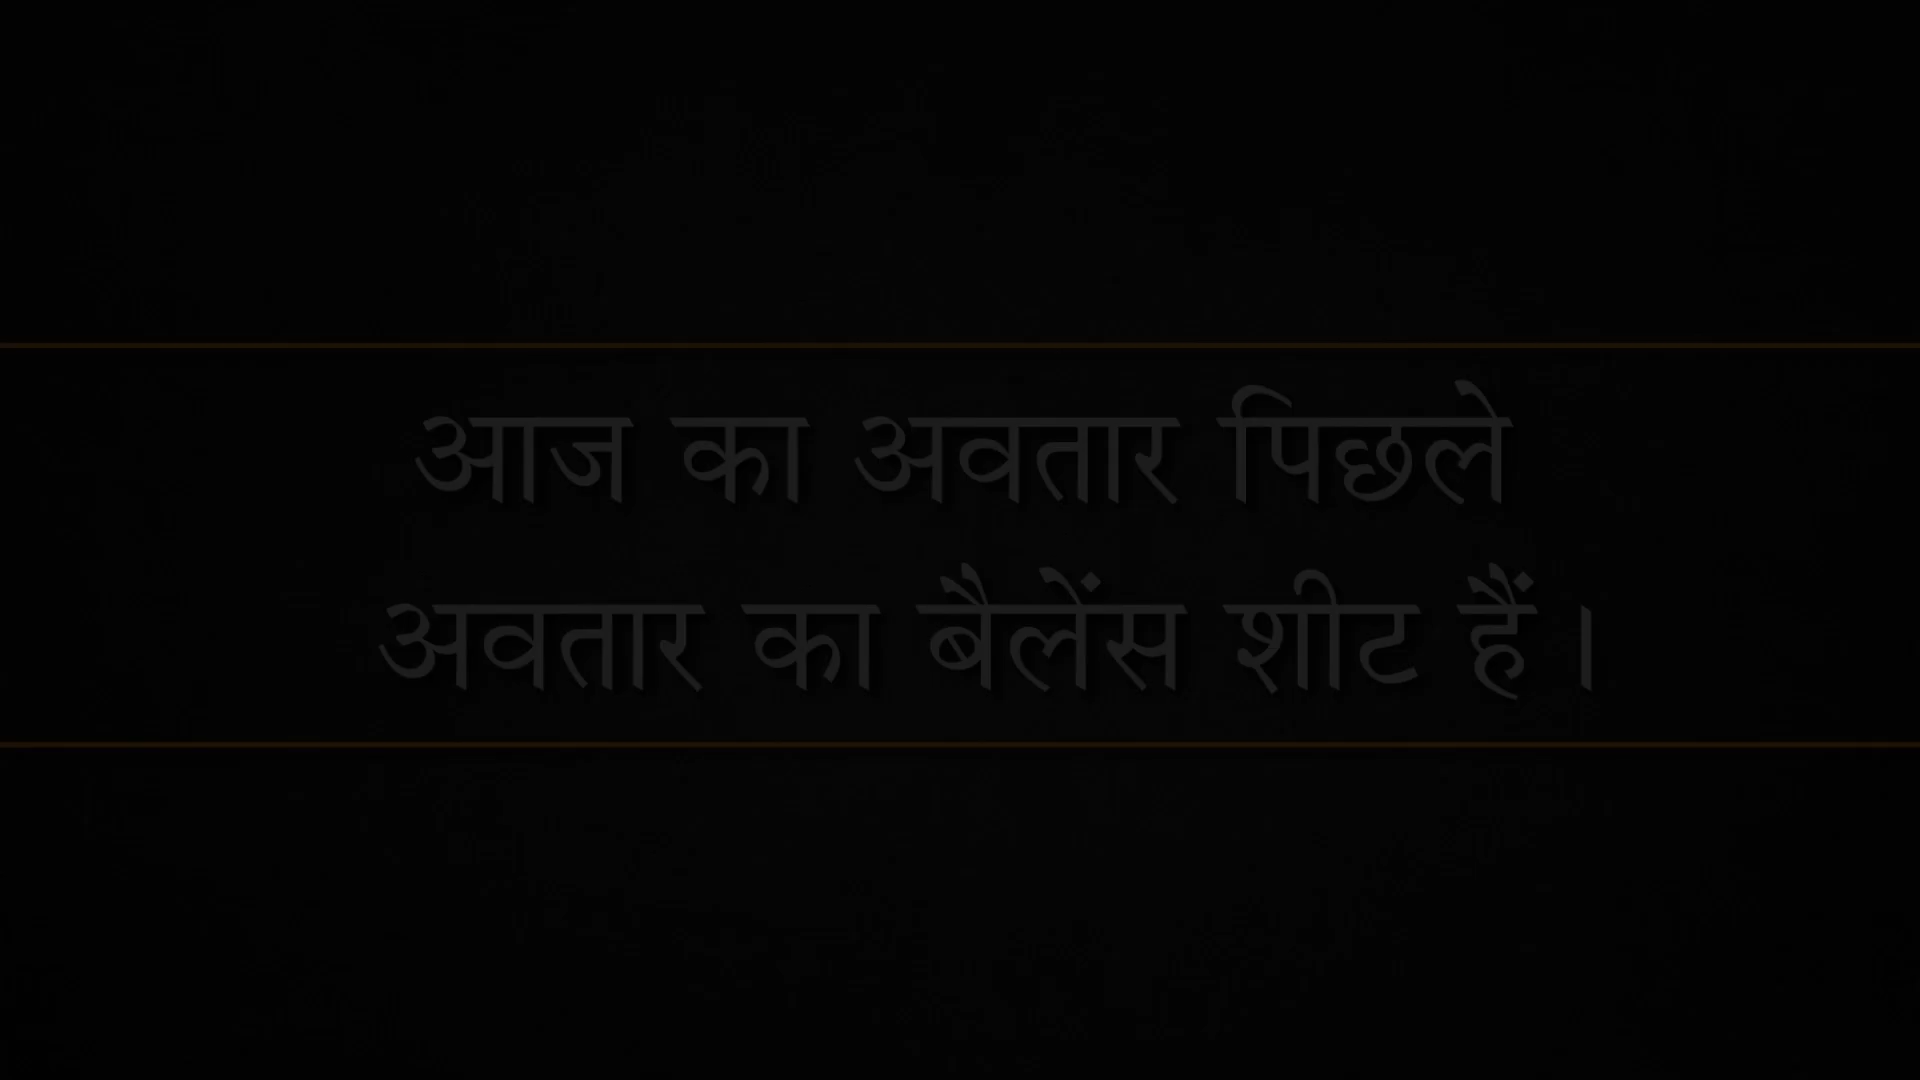 आज का अवतार पिछले
अवतार का बैलेंस शीट हैं।